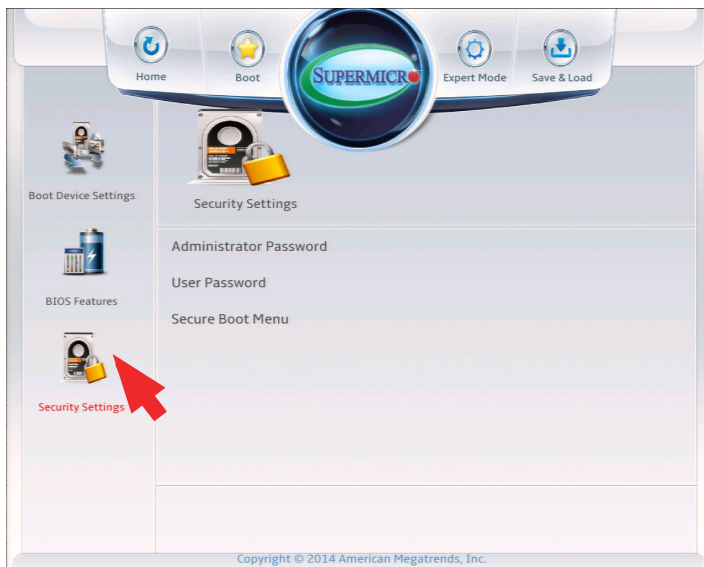 Home
Boot
SUPERMICRO
Expert Mode
Save & Load
Boot Device Settings
BIOS Features
Security Settings
Security Settings
Administrator Password
User Password
Secure Boot Menu
Copyright © 2014 American Megatrends, Inc.